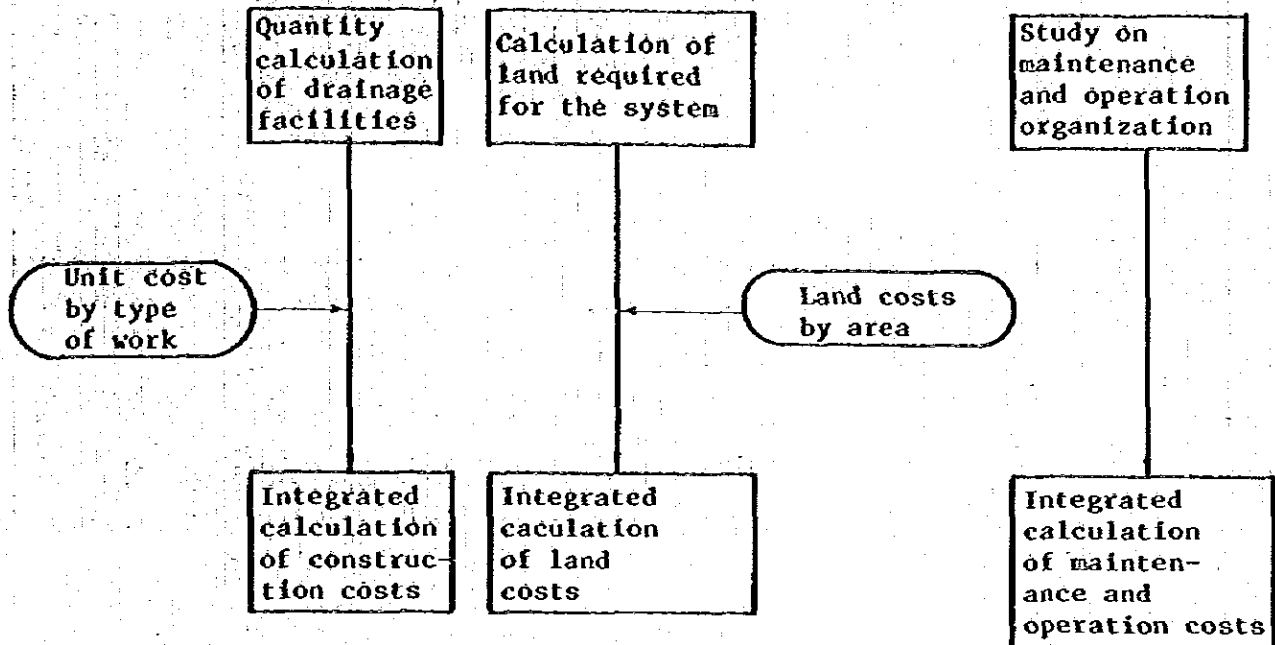 Quantity
calculation
of drainage
facilities
Calculation of
land required
for the system
Study on
maintenance
and operation
organization
Unit cost
by type
of work
Land costs
by area
Integrated
calculation
of construc-
tion costs
Integrated
caculation
of land
costs
Integrated
calculation
of mainten-
ance and
operation costs